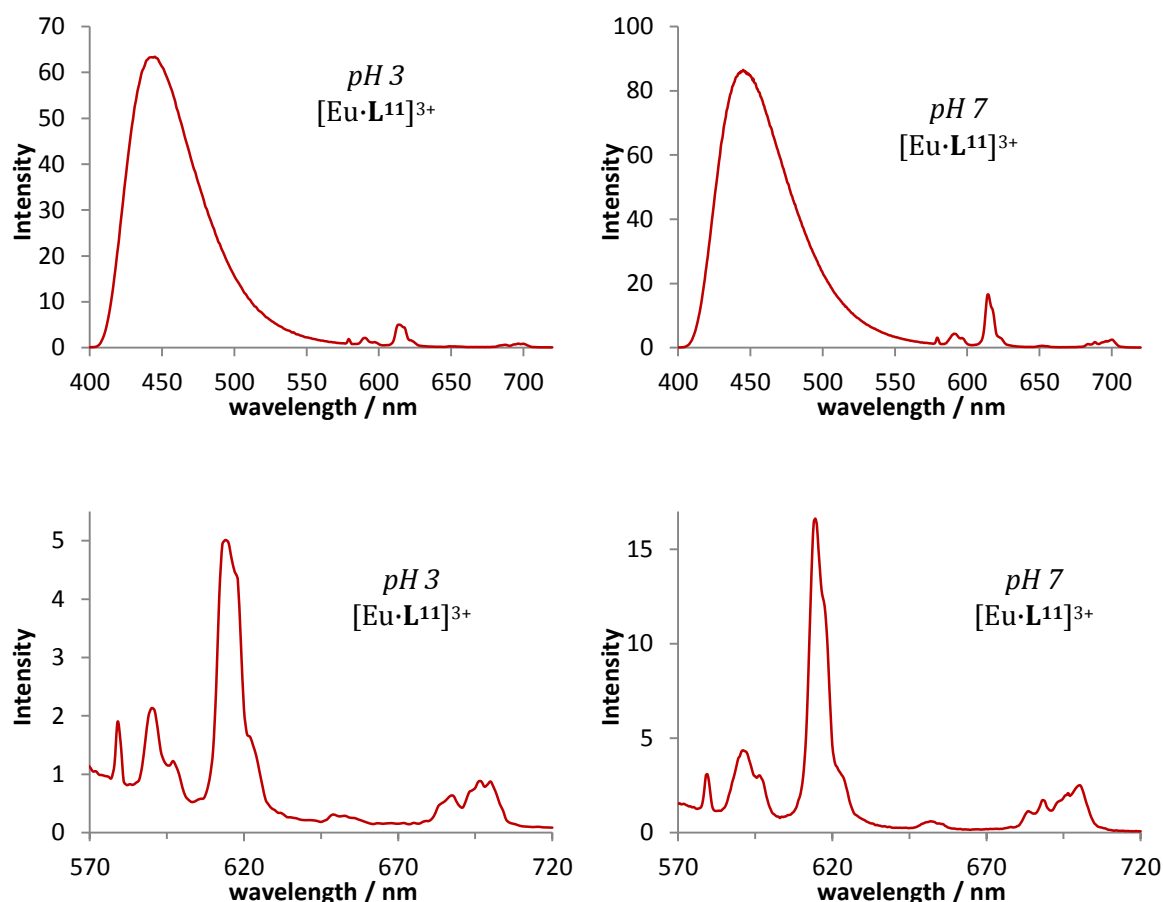 70
60
50
40
30
20
10
0
Intensity
pH 3
[Eu·L¹¹]³⁺
400 450 500 550 600 650 700
wavelength / nm
100
80
60
40
20
0
Intensity
pH 7
[Eu·L¹¹]³⁺
400 450 500 550 600 650 700
wavelength / nm
5
4
3
2
1
0
Intensity
pH 3
[Eu·L¹¹]³⁺
570 620 670 720
wavelength / nm
15
10
5
0
Intensity
pH 7
[Eu·L¹¹]³⁺
570 620 670 720
wavelength / nm